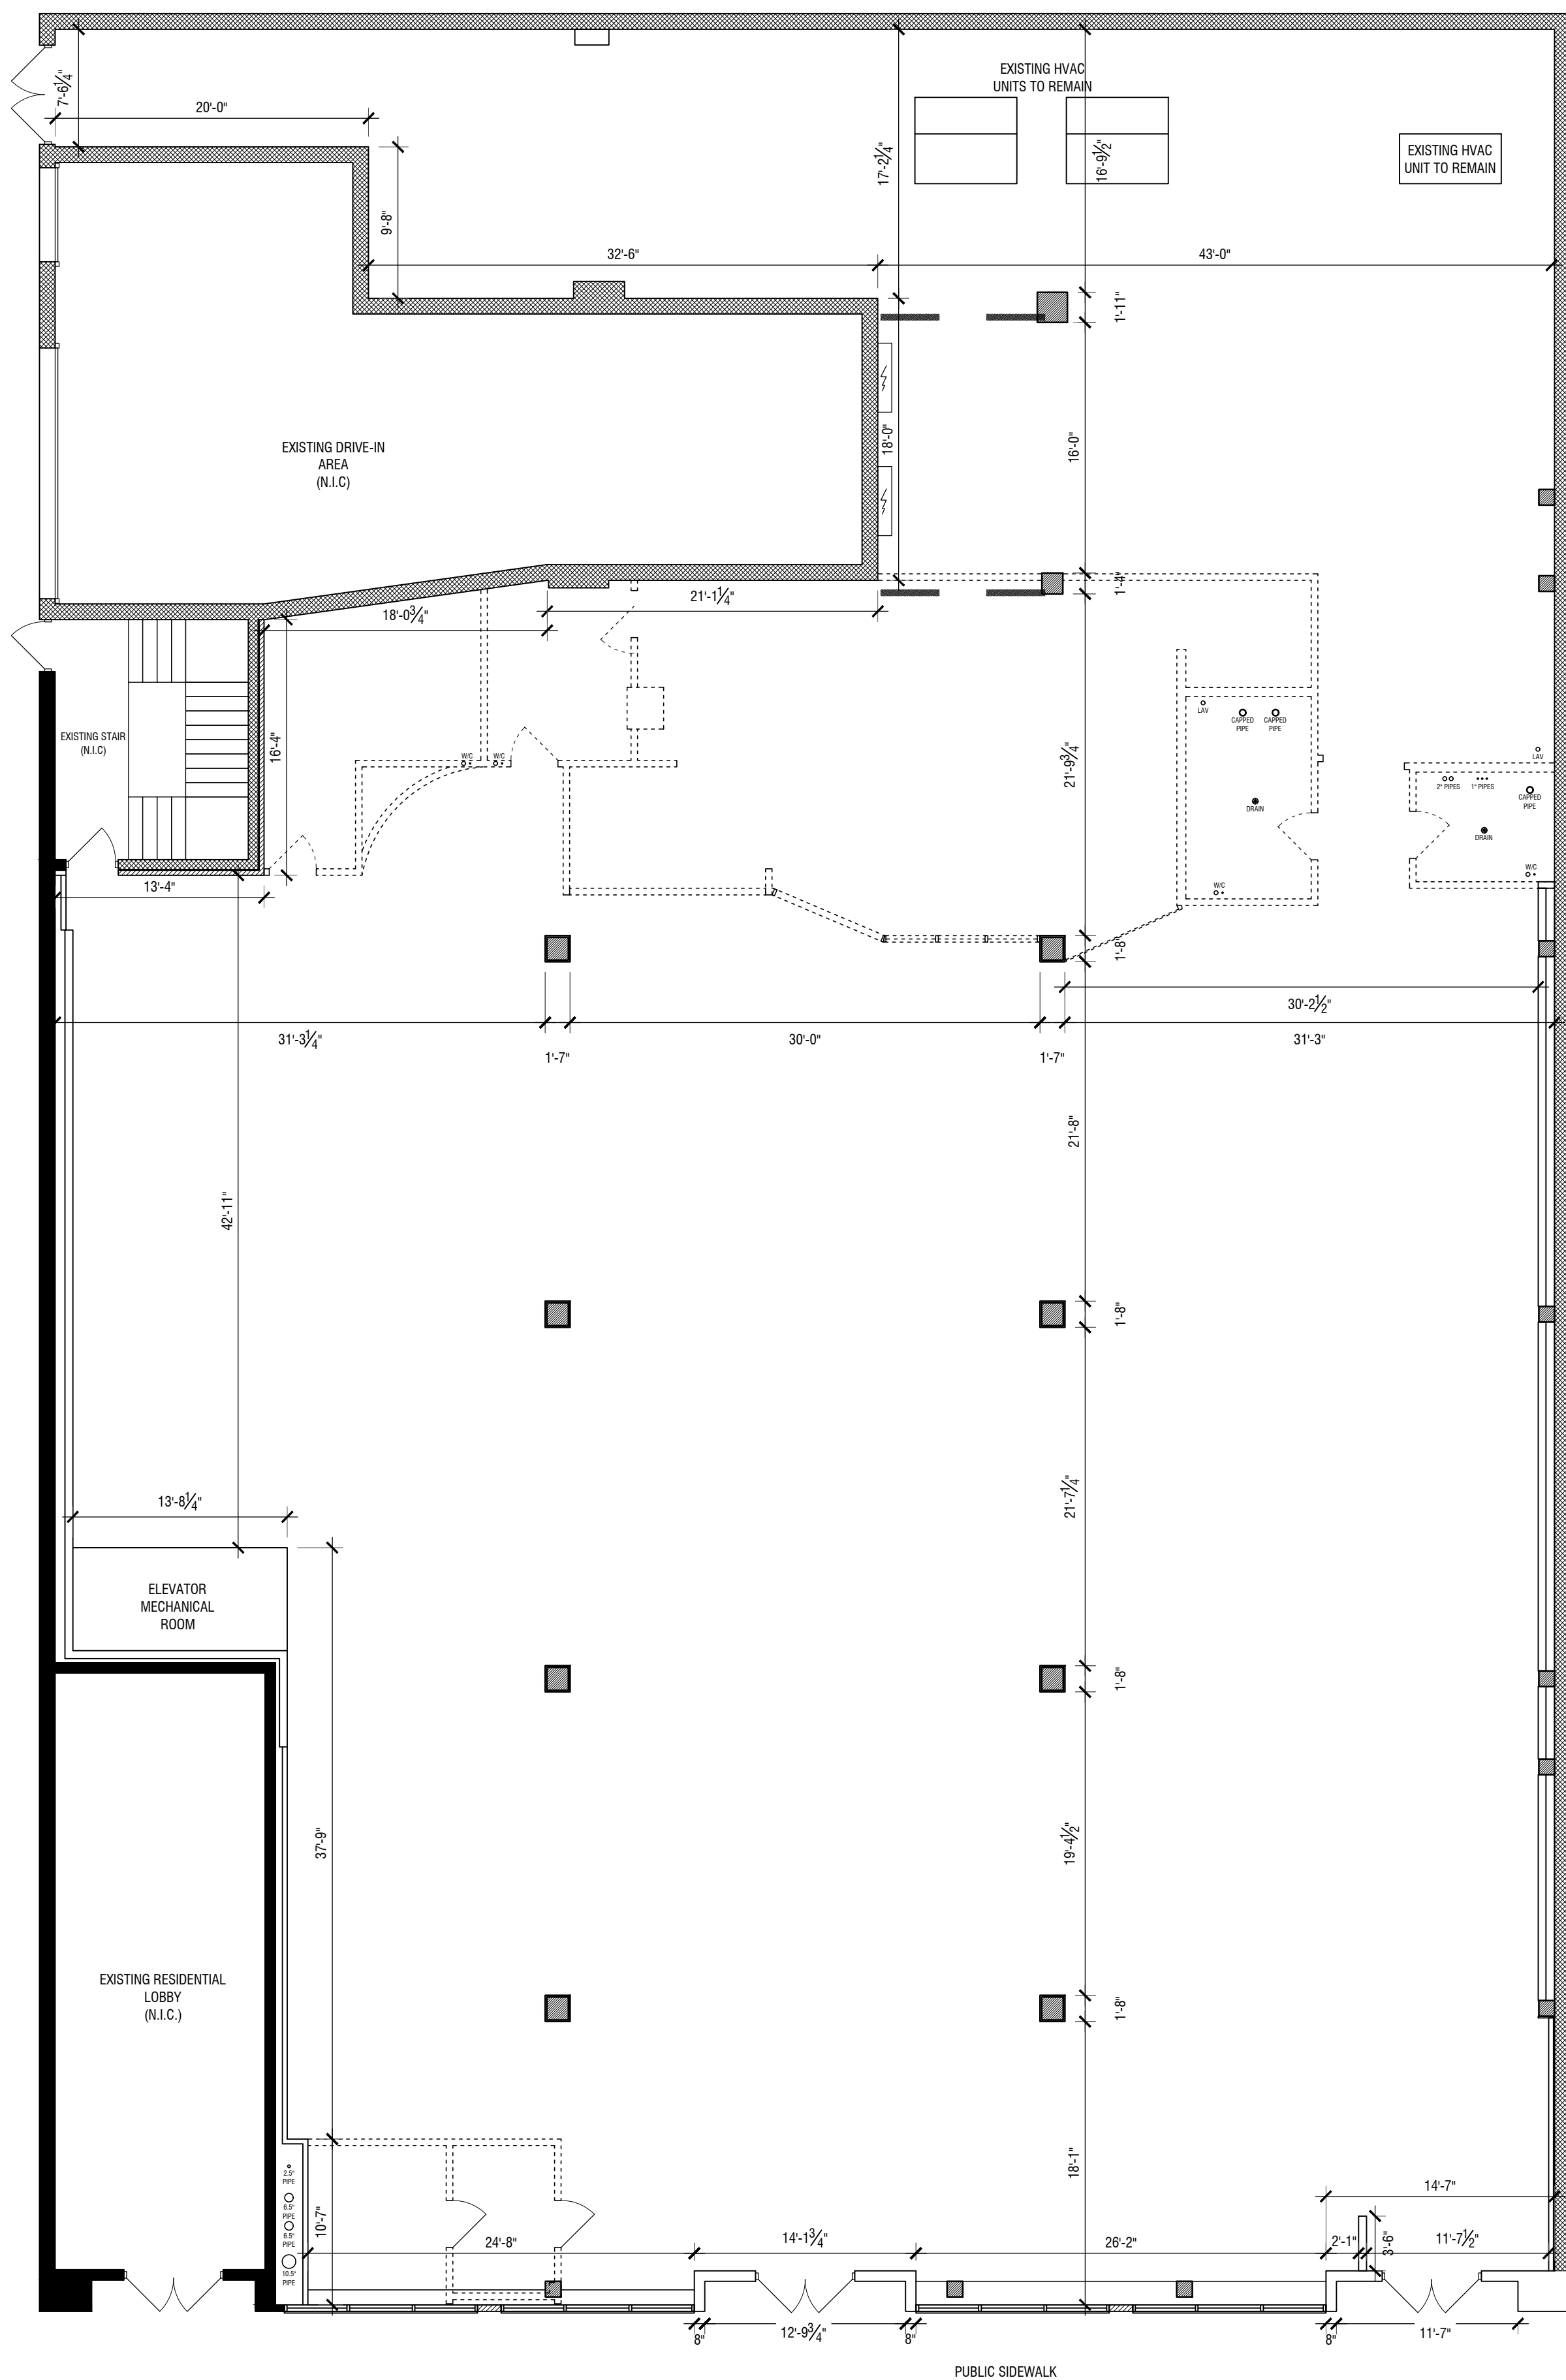 7'-6¼"
20'-0"
EXISTING HVAC
UNITS TO REMAIN
17'-2¼"
16'-9½"
EXISTING HVAC
UNIT TO REMAIN
9'-8"
32'-6"
43'-0"
1'-11"
EXISTING DRIVE-IN
AREA
(N.I.C)
18'-0"
16'-0"
1'-4"
18'-0¾"
21'-1¼"
EXISTING STAIR
(N.I.C)
16'-4"
W/C
W/C
21'-9¾"
LAV
CAPPED
PIPE
CAPPED
PIPE
DRAIN
W/C
LAV
2" PIPES
1" PIPES
CAPPED
PIPE
DRAIN
W/C
13'-4"
1'-8"
30'-2½"
31'-3¼"
30'-0"
31'-3"
1'-7"
1'-7"
21'-8"
42'-11"
1'-8"
13'-8¼"
21'-7¼"
ELEVATOR
MECHANICAL
ROOM
1'-8"
37'-9"
19'-4½"
EXISTING RESIDENTIAL
LOBBY
(N.I.C.)
1'-8"
2.5"
PIPE
6.5"
PIPE
6.5"
PIPE
10.5"
PIPE
10'-7"
18'-1"
14'-7"
24'-8"
14'-1¾"
26'-2"
2'-1"
3'-6"
11'-7½"
8"
12'-9¾"
8"
8"
11'-7"
PUBLIC SIDEWALK